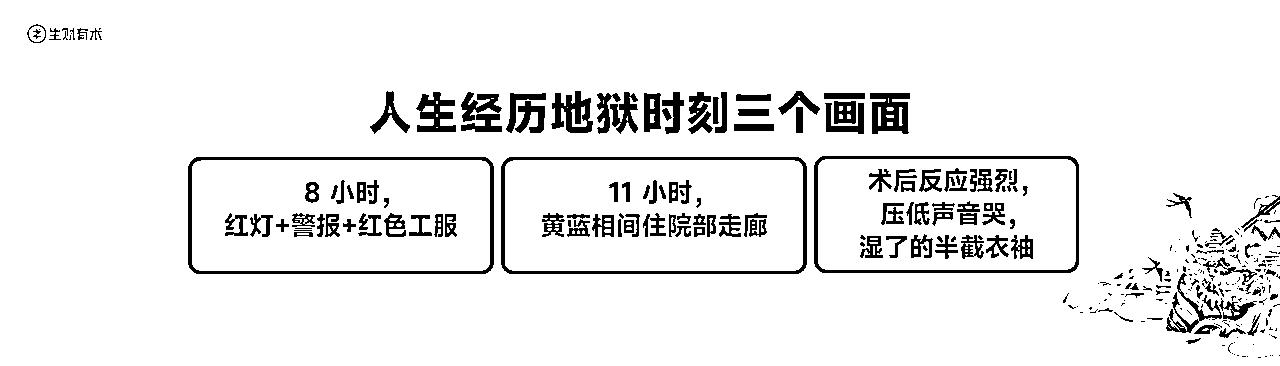 生财有术
人生经历地狱时刻三个画面
8 小时，
红灯+警报+红色工服
11 小时，
黄蓝相间住院部走廊
术后反应强烈，
压低声音哭，
湿了的半截衣袖